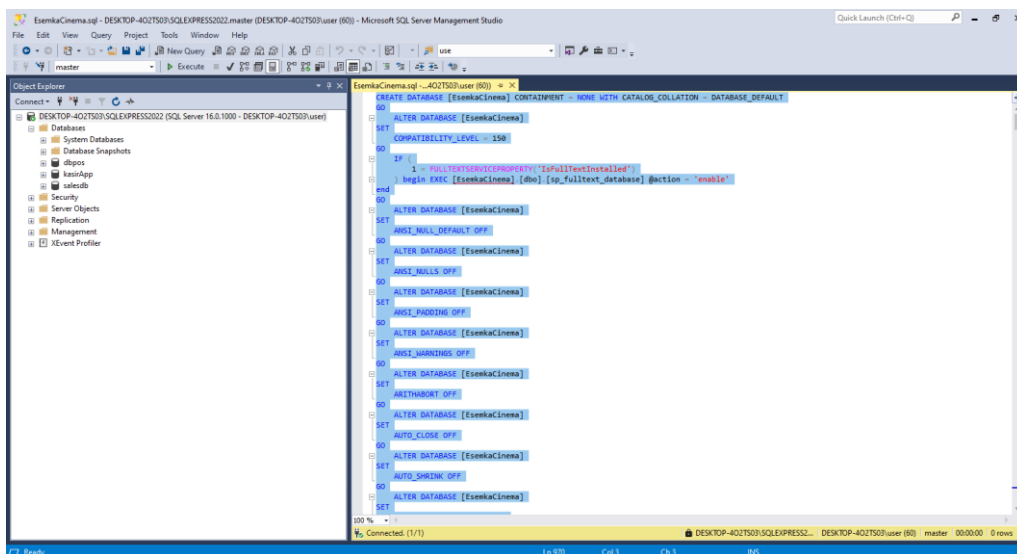 EsemkaCinema.sql - DESKTOP-4O2TS03\SQLEXPRESS2022.master (DESKTOP-4O2TS03\user (60)) - Microsoft SQL Server Management Studio
Quick Launch (Ctrl+Q)
File Edit View Query Project Tools Window Help
New Query
use
master
Execute
Object Explorer
EsemkaCinema.sql -...4O2TS03\user (60))
Connect
DESKTOP-4O2TS03\SQLEXPRESS2022 (SQL Server 16.0.1000 - DESKTOP-4O2TS03\user)
Databases
System Databases
Database Snapshots
dbpos
kasirApp
salesdb
Security
Server Objects
Replication
Management
XEvent Profiler
CREATE DATABASE [EsemkaCinema] CONTAINMENT = NONE WITH CATALOG_COLLATION = DATABASE_DEFAULT
GO
ALTER DATABASE [EsemkaCinema]
SET
COMPATIBILITY_LEVEL = 150
GO
IF (
1 = FULLTEXTSERVICEPROPERTY('IsFullTextInstalled')
) begin EXEC [EsemkaCinema].[dbo].[sp_fulltext_database] @action = 'enable'
end
GO
ALTER DATABASE [EsemkaCinema]
SET
ANSI_NULL_DEFAULT OFF
GO
ALTER DATABASE [EsemkaCinema]
SET
ANSI_NULLS OFF
GO
ALTER DATABASE [EsemkaCinema]
SET
ANSI_PADDING OFF
GO
ALTER DATABASE [EsemkaCinema]
SET
ANSI_WARNINGS OFF
GO
ALTER DATABASE [EsemkaCinema]
SET
ARITHABORT OFF
GO
ALTER DATABASE [EsemkaCinema]
SET
AUTO_CLOSE OFF
GO
ALTER DATABASE [EsemkaCinema]
SET
AUTO_SHRINK OFF
GO
ALTER DATABASE [EsemkaCinema]
SET
100 %
Connected. (1/1)
DESKTOP-4O2TS03\SQLEXPRESS2... DESKTOP-4O2TS03\user (60) master 00:00:00 0 rows
Ready
Ln 970 Col 3 Ch 3 INS